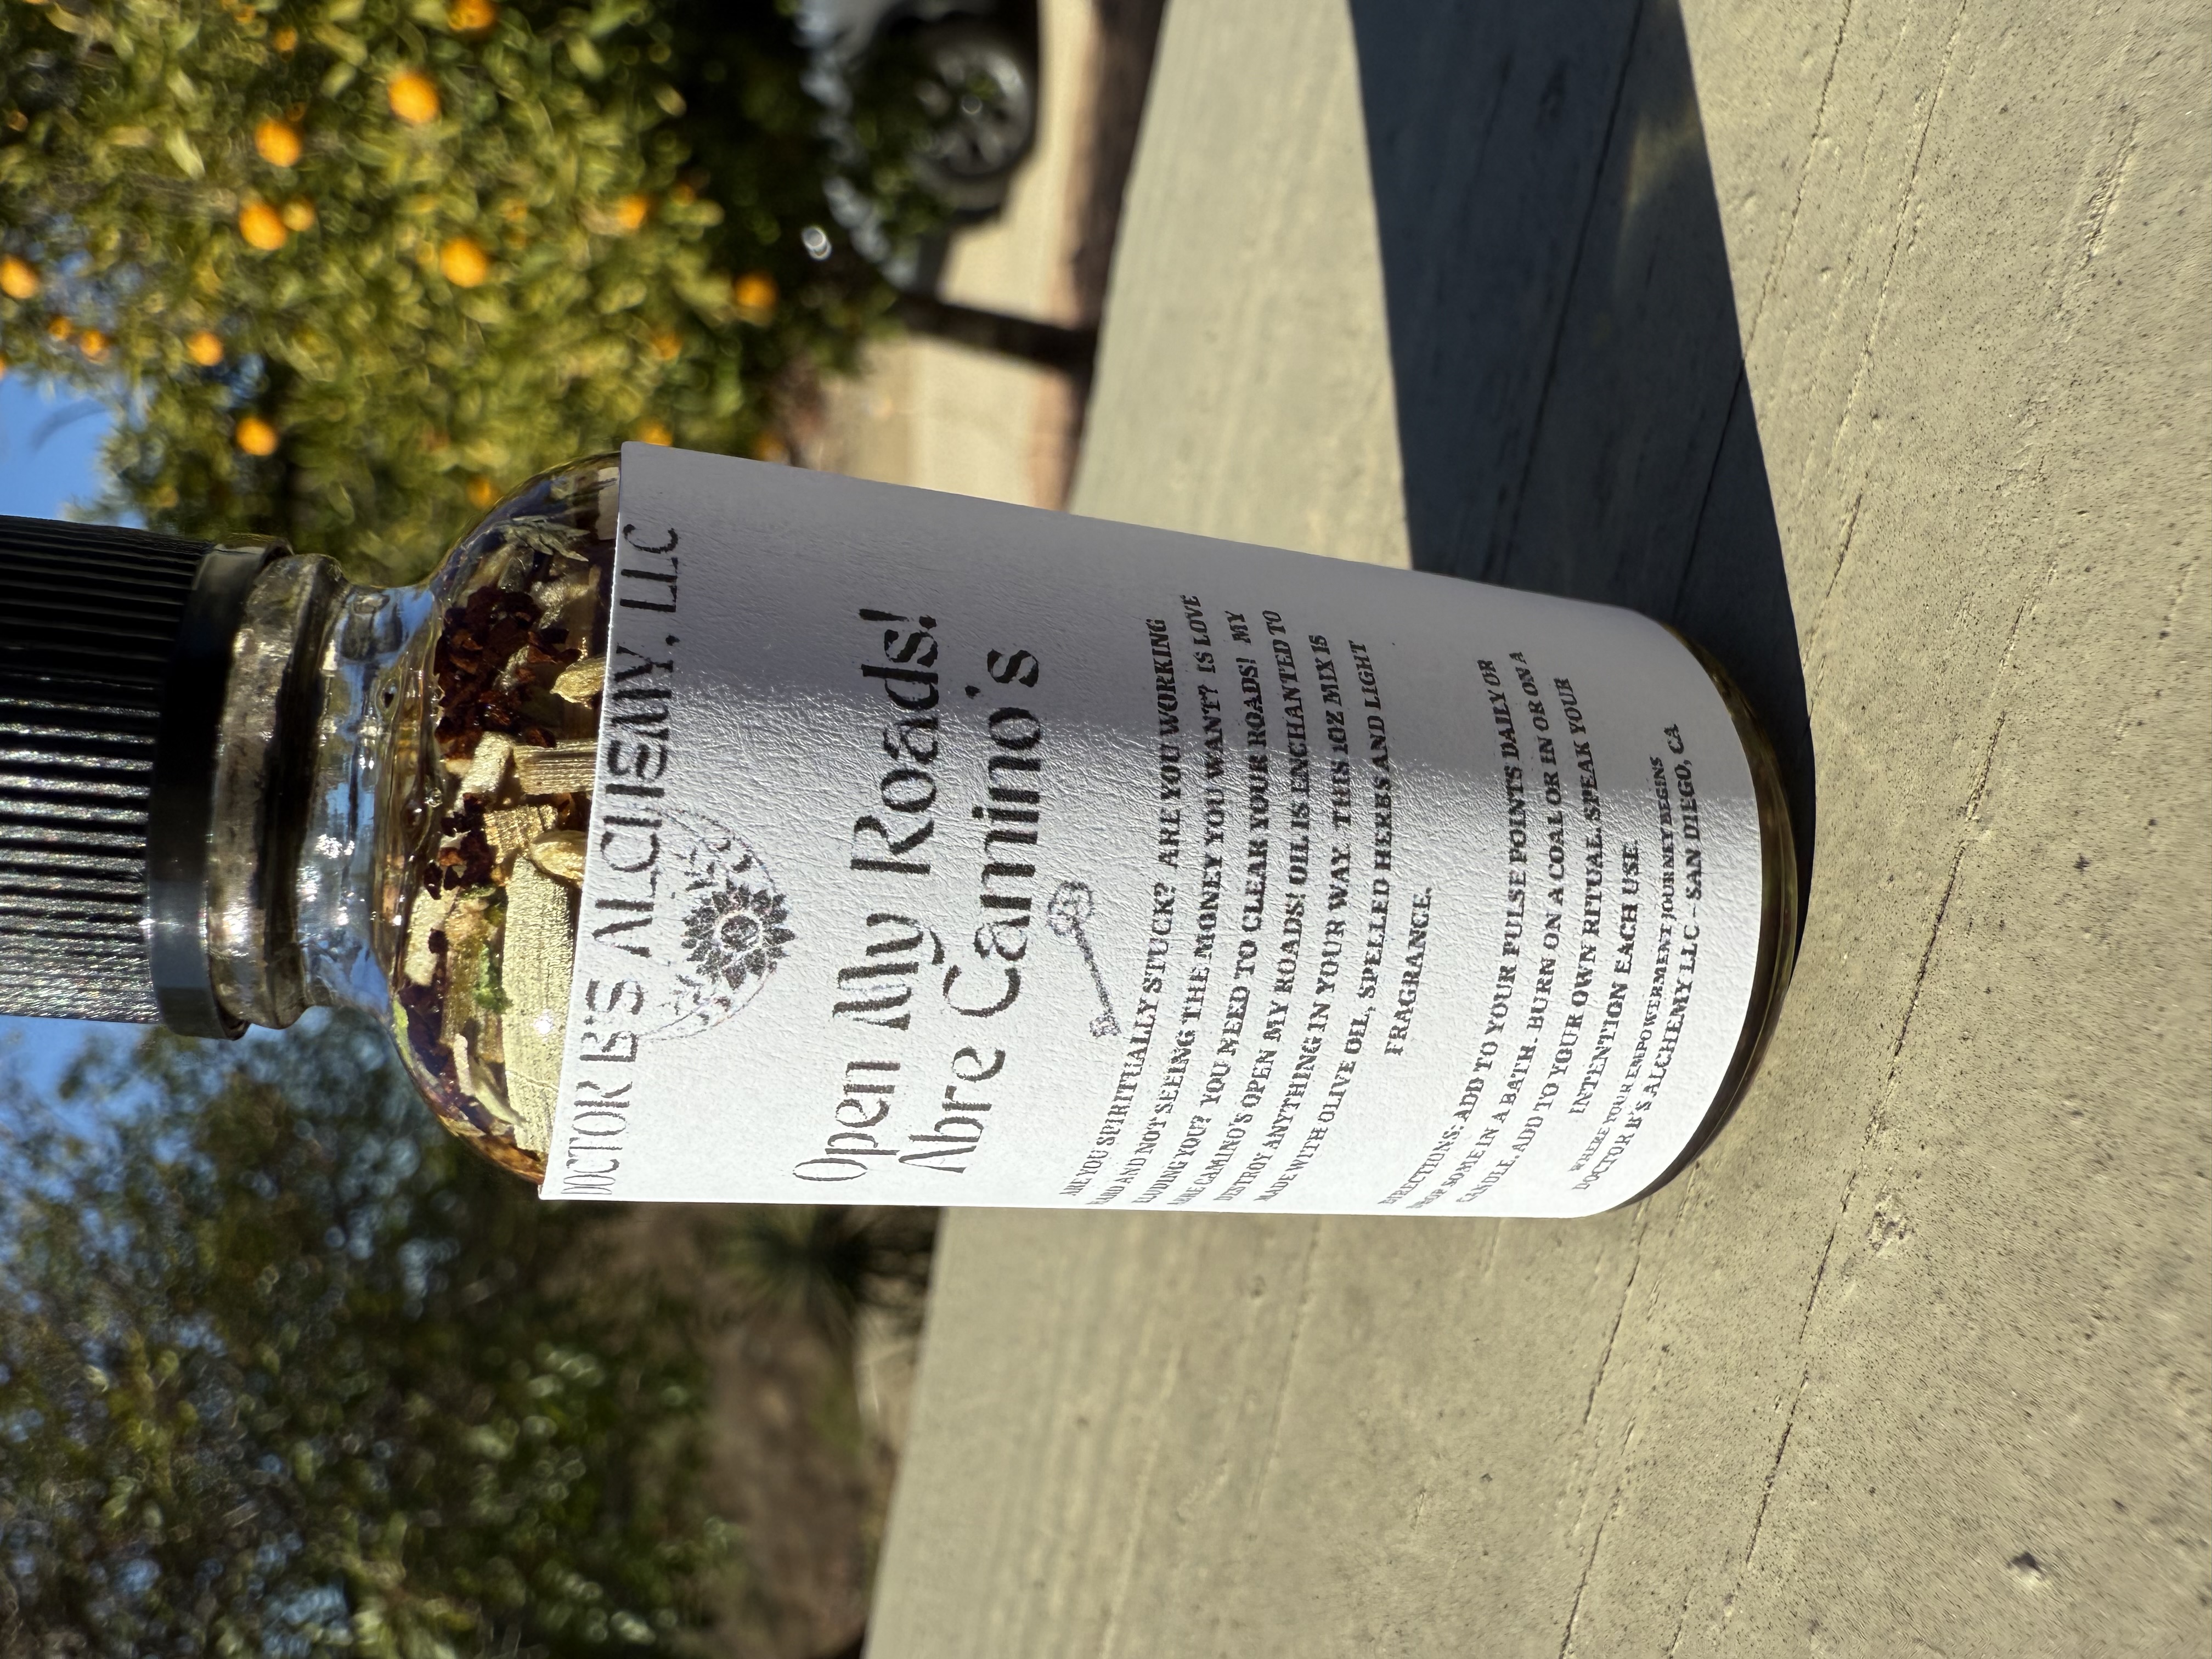 DOCTOR B'S ALCHEMY, LLC
Open My Roads!
Abre Camino's
ARE YOU SPIRITUALLY STUCK? ARE YOU WORKING
HARD AND NOT SEEING THE MONEY YOU WANT? IS LOVE
ELUDING YOU? YOU NEED TO CLEAR YOUR ROADS! MY
ABRE CAMINO'S OPEN MY ROADS! OIL IS ENCHANTED TO
DESTROY ANYTHING IN YOUR WAY. THIS 1OZ MIX IS
MADE WITH OLIVE OIL, SPELLED HERBS AND LIGHT
FRAGRANCE.
DIRECTIONS: ADD TO YOUR PULSE POINTS DAILY OR
DROP SOME IN A BATH. BURN ON A COAL OR IN OR ON A
CANDLE. ADD TO YOUR OWN RITUAL. SPEAK YOUR
INTENTION EACH USE.
WHERE YOUR EMPOWERMENT JOURNEY BEGINS
DOCTOR B'S ALCHEMY LLC - SAN DIEGO, CA